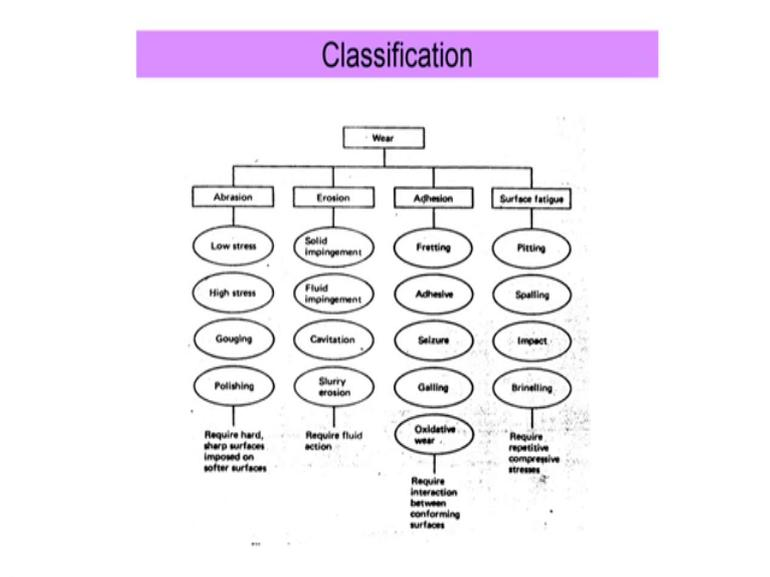 Classification
Wear
Abrasion
Erosion
Adhesion
Surface fatigue
Low stress
Solid
impingement
Fretting
Pitting
High stress
Fluid
impingement
Adhesive
Spalling
Gouging
Cavitation
Seizure
Impact
Polishing
Slurry
erosion
Galling
Brinelling
Oxidative
wear
Require hard,
sharp surfaces
imposed on
softer surfaces
Require fluid
action
Require
interaction
between
conforming
surfaces
Require
repetitive
compressive
stresses